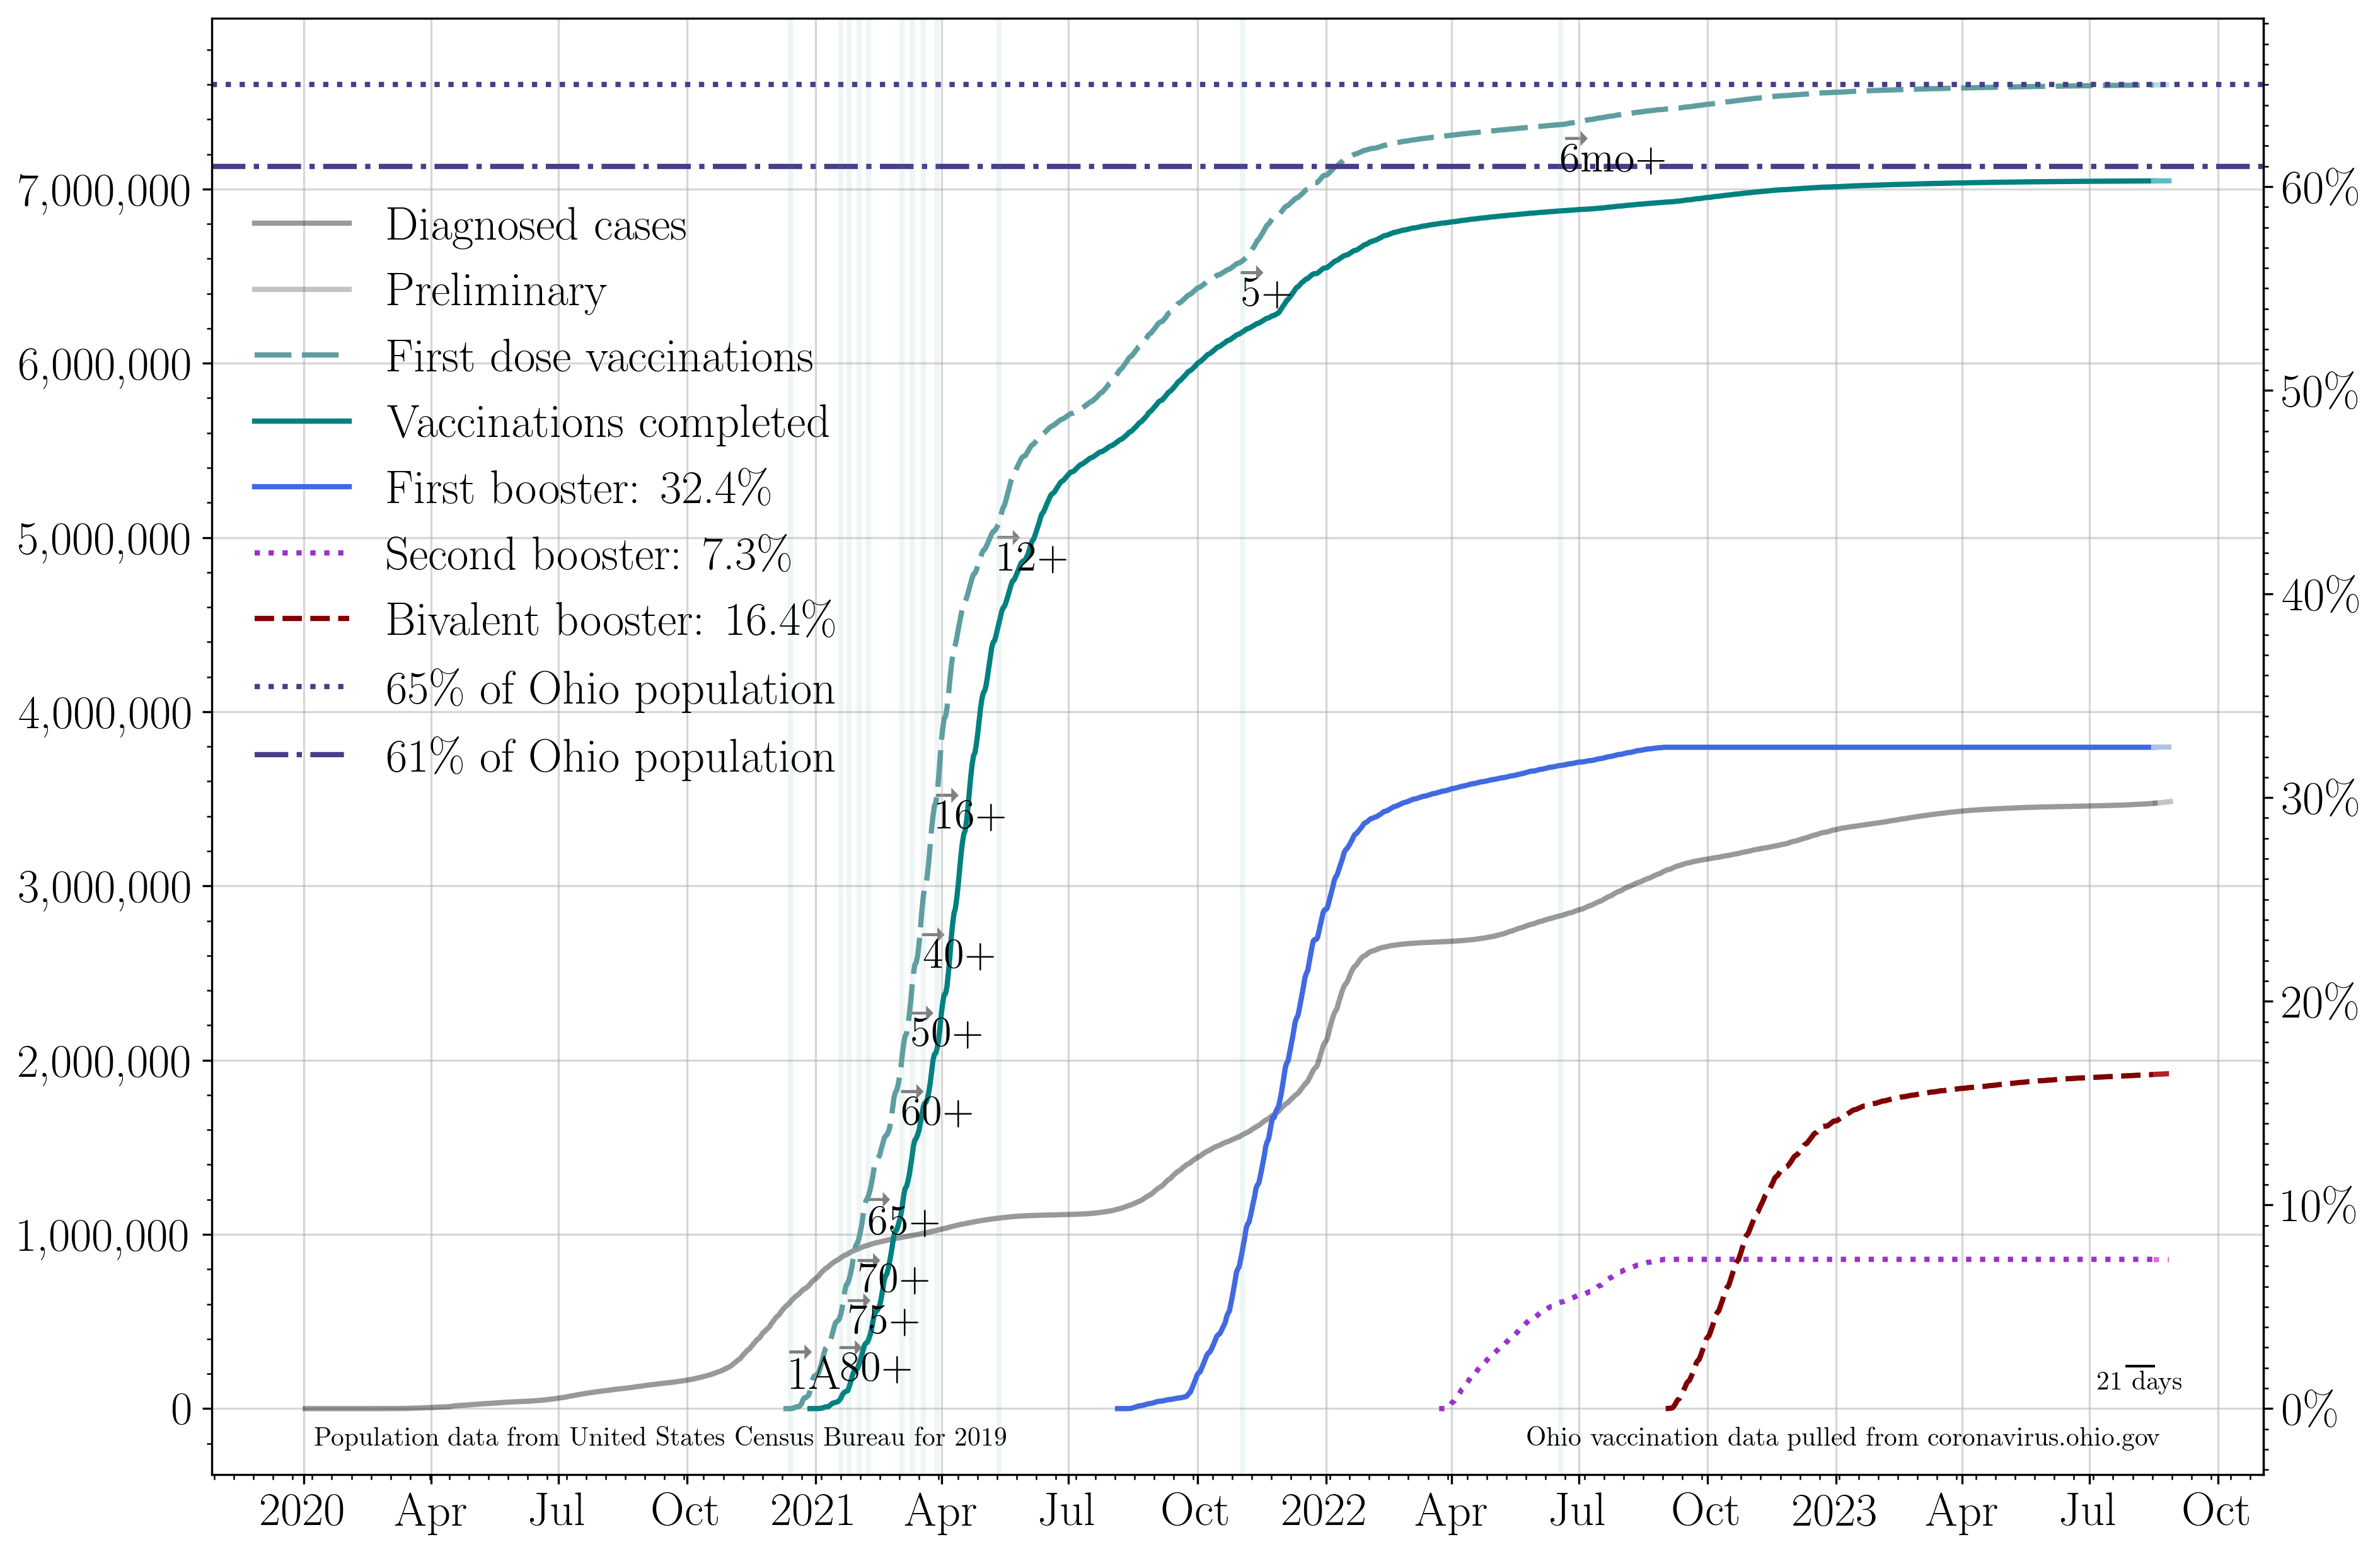 7,000,000
6,000,000
5,000,000
4,000,000
3,000,000
2,000,000
1,000,000
0
Diagnosed cases
Preliminary
First dose vaccinations
Vaccinations completed
First booster: 32.4%
Second booster: 7.3%
Bivalent booster: 16.4%
65% of Ohio population
61% of Ohio population
6mo+
5+
12+
16+
40+
50+
60+
65+
70+
75+
80+
1A
60%
50%
40%
30%
20%
10%
0%
21 days
Population data from United States Census Bureau for 2019
Ohio vaccination data pulled from coronavirus.ohio.gov
2020 Apr Jul Oct 2021 Apr Jul Oct 2022 Apr Jul Oct 2023 Apr Jul Oct